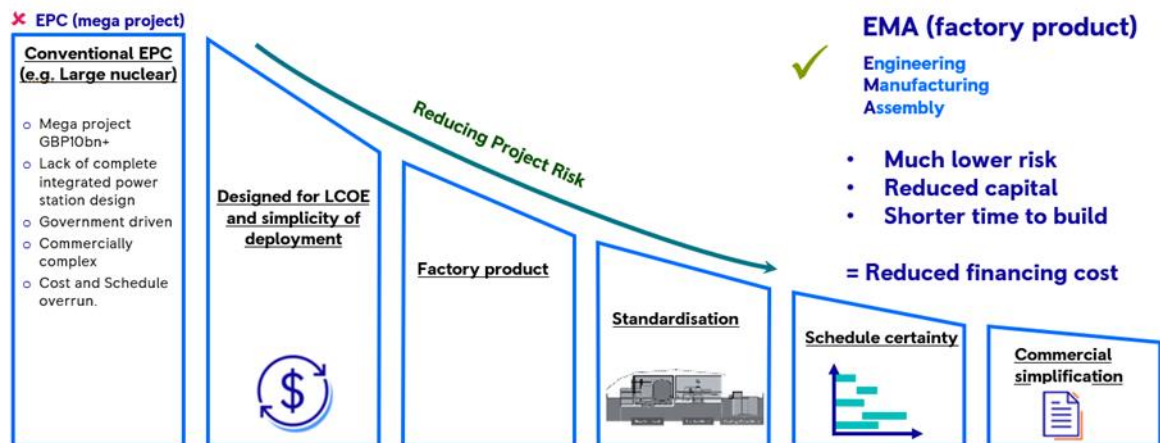 ✘ EPC (mega project)
Conventional EPC
(e.g. Large nuclear)
○ Mega project
GBP10bn+
○ Lack of complete
integrated power
station design
○ Government driven
○ Commercially
complex
○ Cost and Schedule
overrun.
Designed for LCOE
and simplicity of
deployment
$
Factory product
Reducing Project Risk
Standardisation
Schedule certainty
Commercial
simplification
✓ EMA (factory product)
Engineering
Manufacturing
Assembly
• Much lower risk
• Reduced capital
• Shorter time to build
= Reduced financing cost